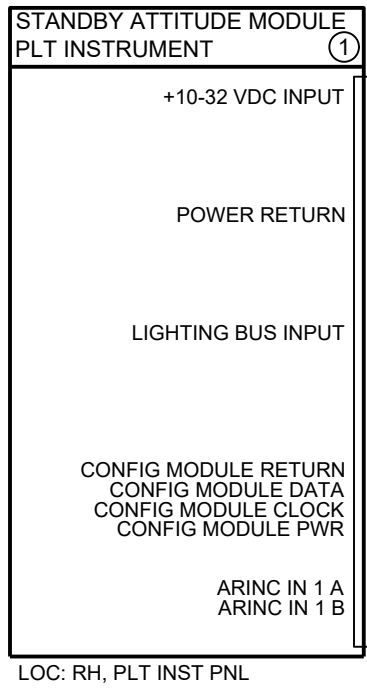 STANDBY ATTITUDE MODULE
PLT INSTRUMENT 1
+10-32 VDC INPUT
POWER RETURN
LIGHTING BUS INPUT
CONFIG MODULE RETURN
CONFIG MODULE DATA
CONFIG MODULE CLOCK
CONFIG MODULE PWR
ARINC IN 1 A
ARINC IN 1 B
LOC: RH, PLT INST PNL